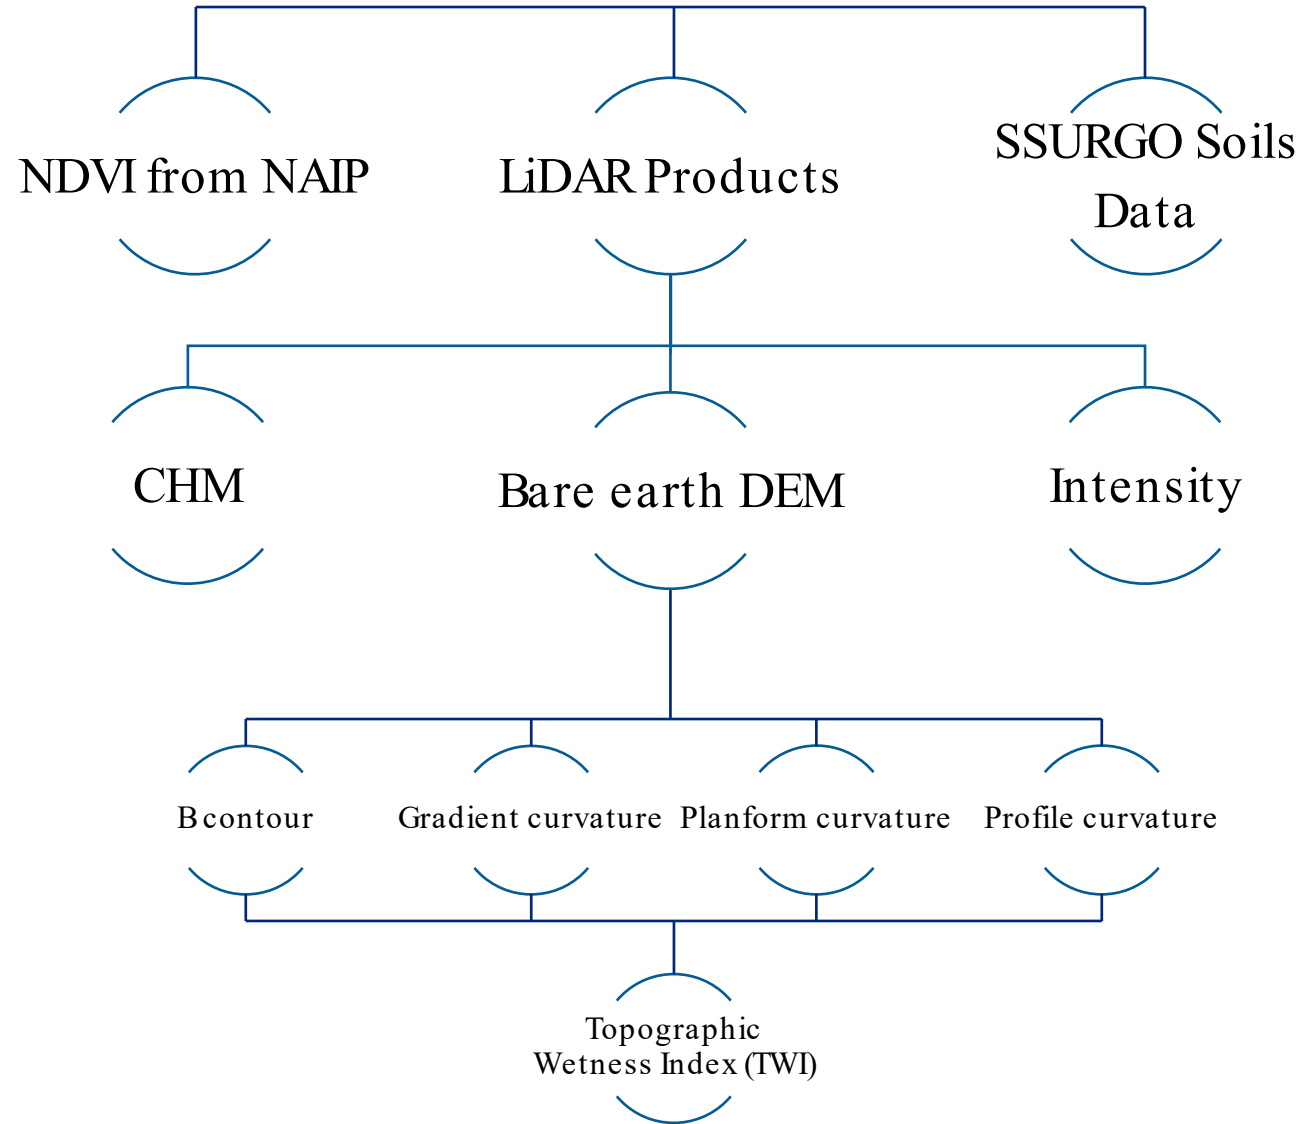 NDVI from NAIP
LiDAR Products
SSURGO Soils
Data
CHM
Bare earth DEM
Intensity
B contour
Gradient curvature
Planform curvature
Profile curvature
Topographic
Wetness Index (TWI)